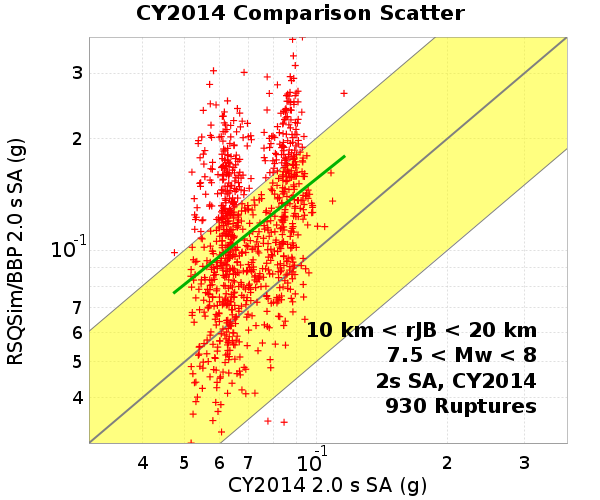 CY2014 Comparison Scatter
RSQSim/BBP 2.0 s SA (g)
3
2
10⁻¹
7
6
5
4
10 km < rJB < 20 km
7.5 < Mw < 8
2s SA, CY2014
930 Ruptures
4 5 6 7 10⁻¹ 2 3
CY2014 2.0 s SA (g)